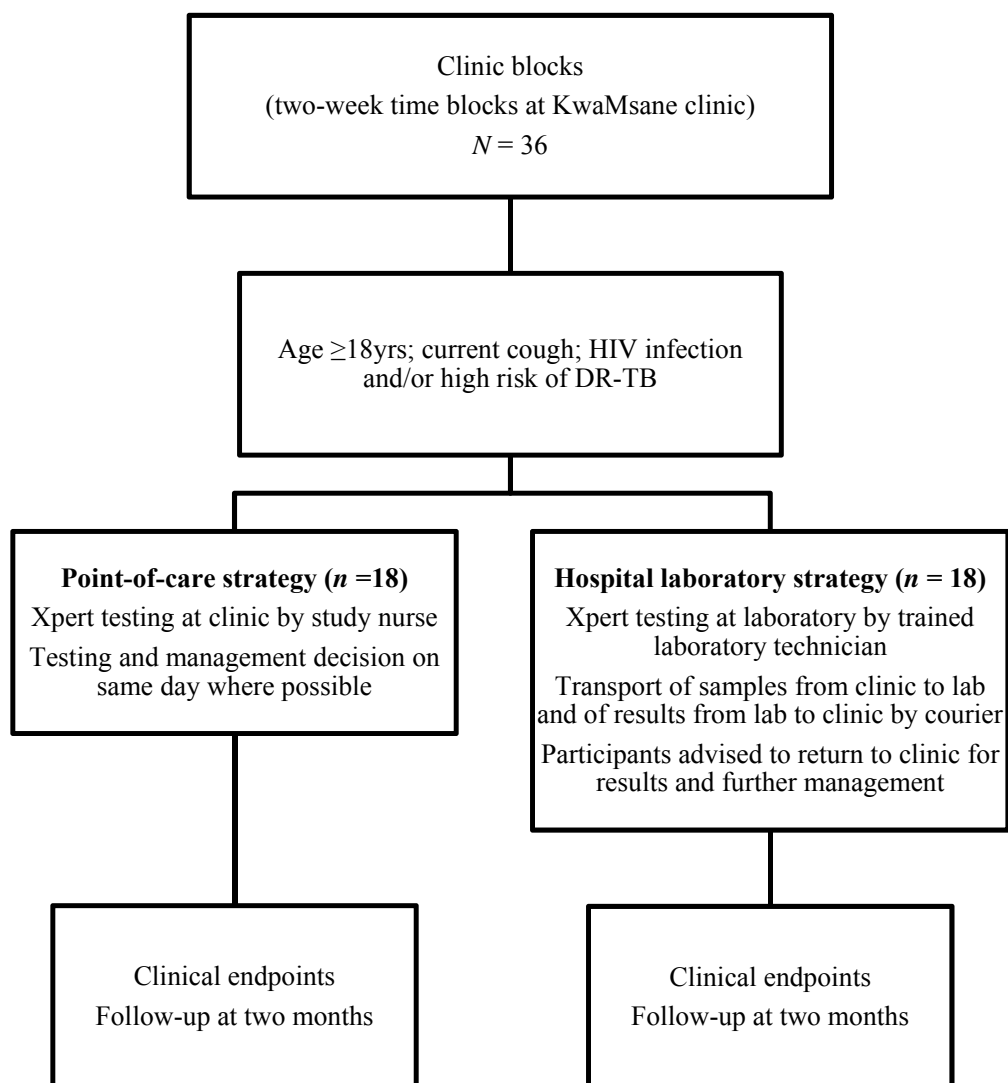 Clinic blocks
(two-week time blocks at KwaMsane clinic)
N = 36
Age ≥18yrs; current cough; HIV infection
and/or high risk of DR-TB
Point-of-care strategy (n =18)
Xpert testing at clinic by study nurse
Testing and management decision on
same day where possible
Hospital laboratory strategy (n = 18)
Xpert testing at laboratory by trained
laboratory technician
Transport of samples from clinic to lab
and of results from lab to clinic by courier
Participants advised to return to clinic for
results and further management
Clinical endpoints
Follow-up at two months
Clinical endpoints
Follow-up at two months